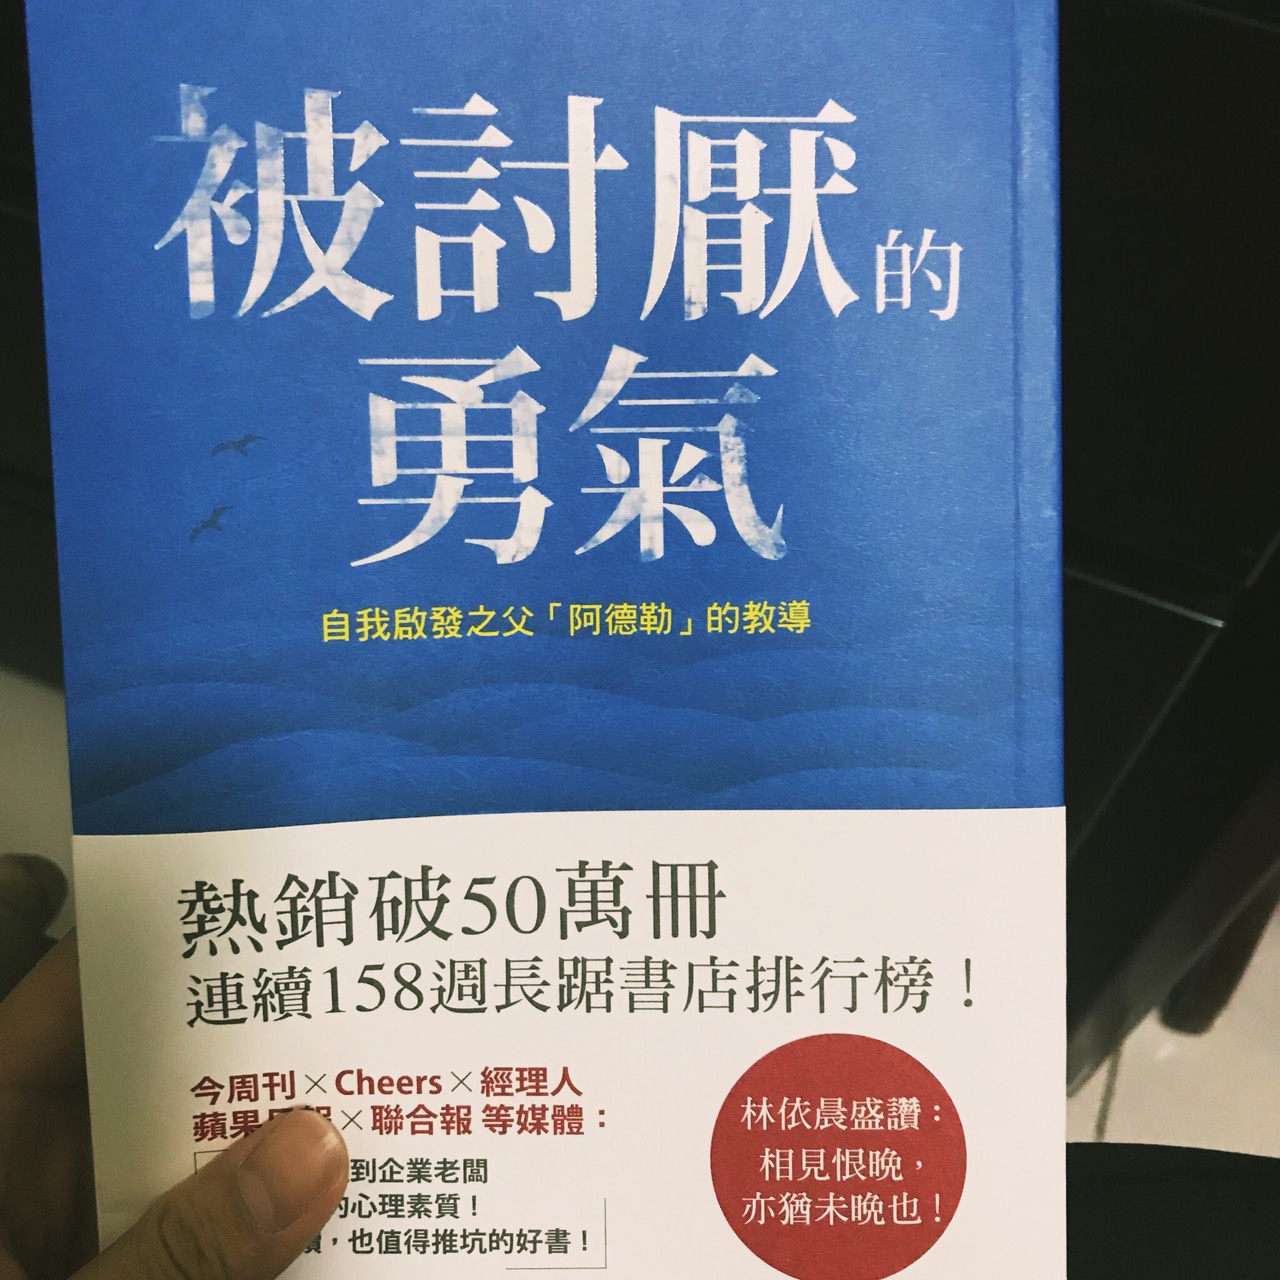 被討厭的
勇氣
自我啟發之父「阿德勒」的教導
熱銷破50萬冊
連續158週長踞書店排行榜！
今周刊×Cheers×經理人
蘋果日報×聯合報 等媒體：
到企業老闆
的心理素質！
，也值得推坑的好書！
林依晨盛讚：
相見恨晚，
亦猶未晚也！